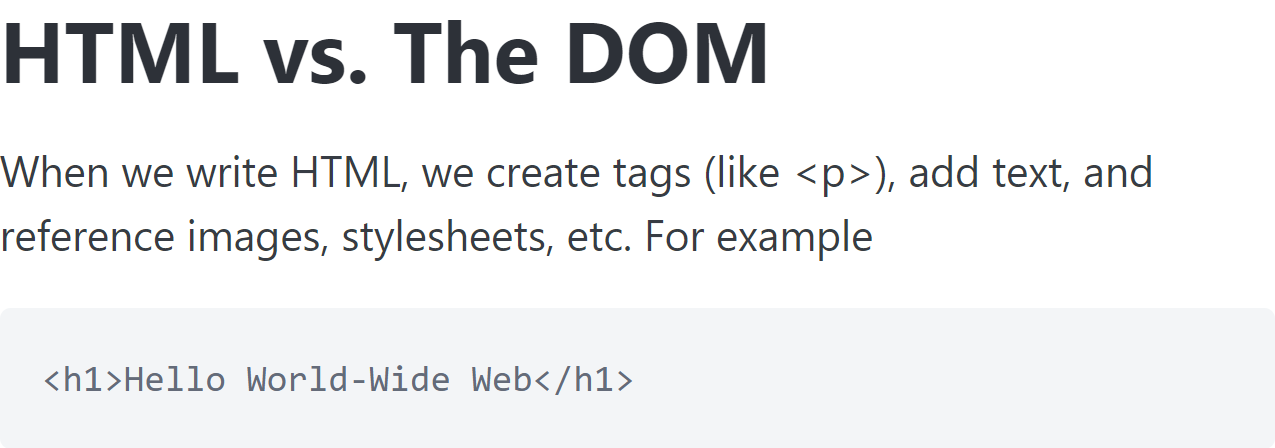 HTML vs. The DOM
When we write HTML, we create tags (like <p>), add text, and
reference images, stylesheets, etc. For example
<h1>Hello World-Wide Web</h1>